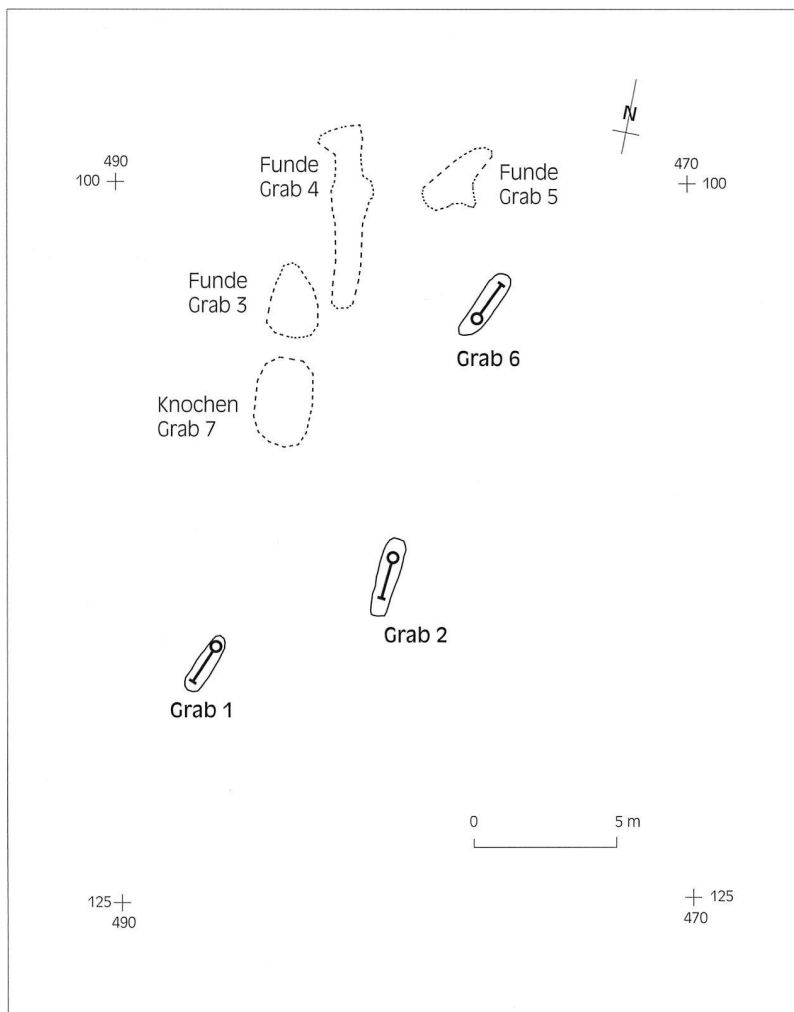 N
490
100
Funde
Grab 4
Funde
Grab 5
470
100
Funde
Grab 3
Grab 6
Knochen
Grab 7
Grab 2
Grab 1
0
5 m
125
490
125
470